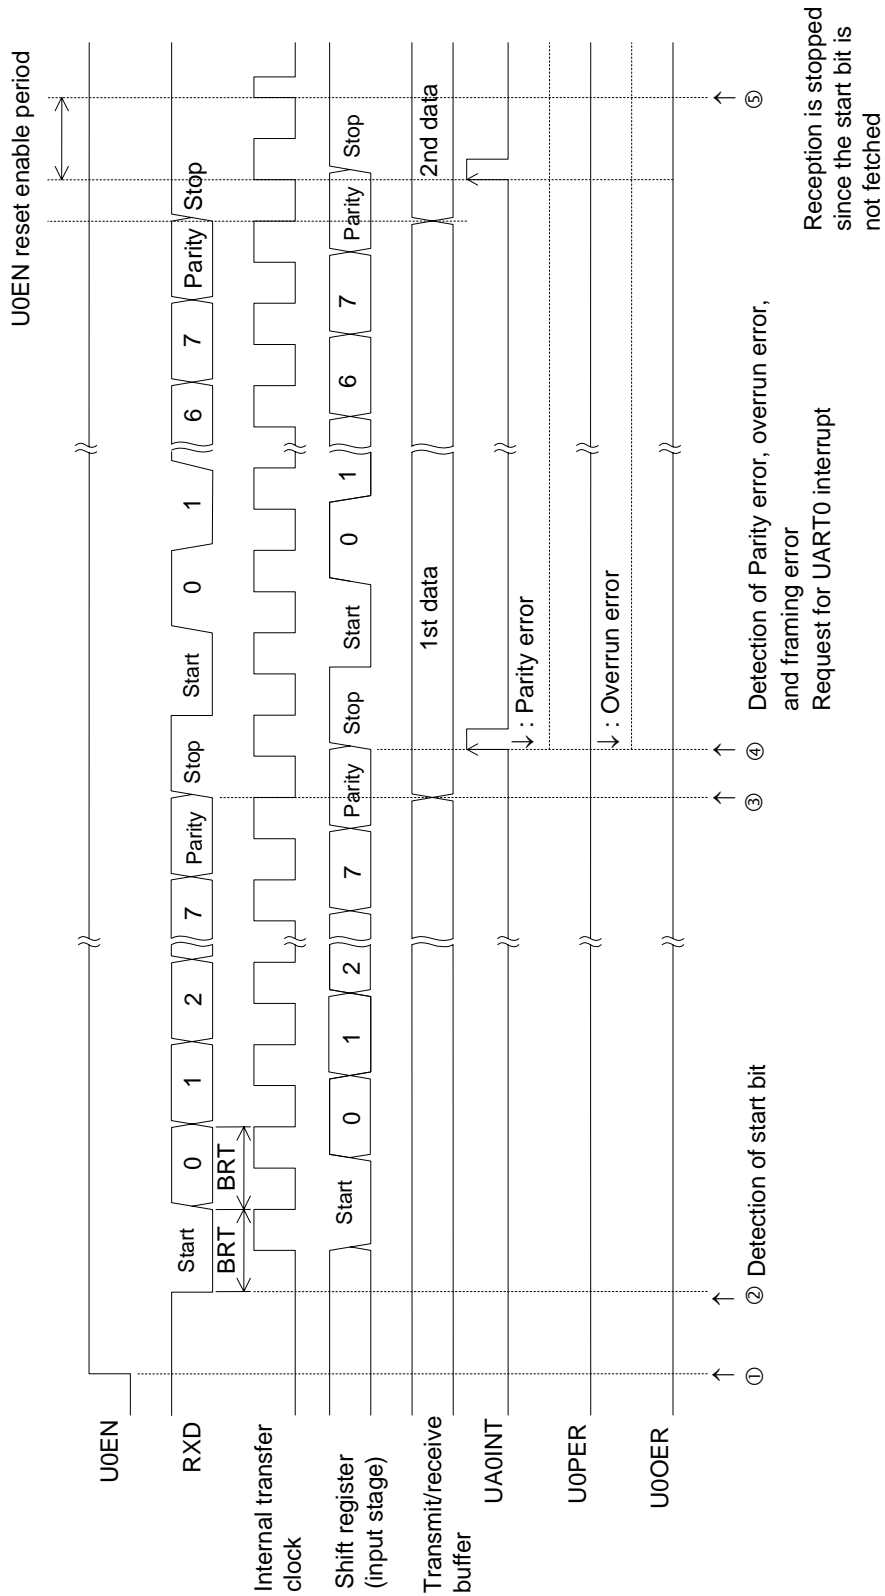 U0EN reset enable period
U0EN
RXD
Start
0
1
2
7
Parity
Stop
Start
0
1
6
7
Parity
Stop
BRT
BRT
Internal transfer
clock
Shift register
(input stage)
Start
0
1
2
7
Parity
Stop
Start
0
1
6
7
Parity
Stop
Transmit/receive
buffer
1st data
2nd data
UA0INT
↓ : Parity error
U0PER
↓ : Overrun error
U0OER
①
② Detection of start bit
③
④
⑤
Detection of Parity error, overrun error,
and framing error
Request for UART0 interrupt
Reception is stopped
since the start bit is
not fetched